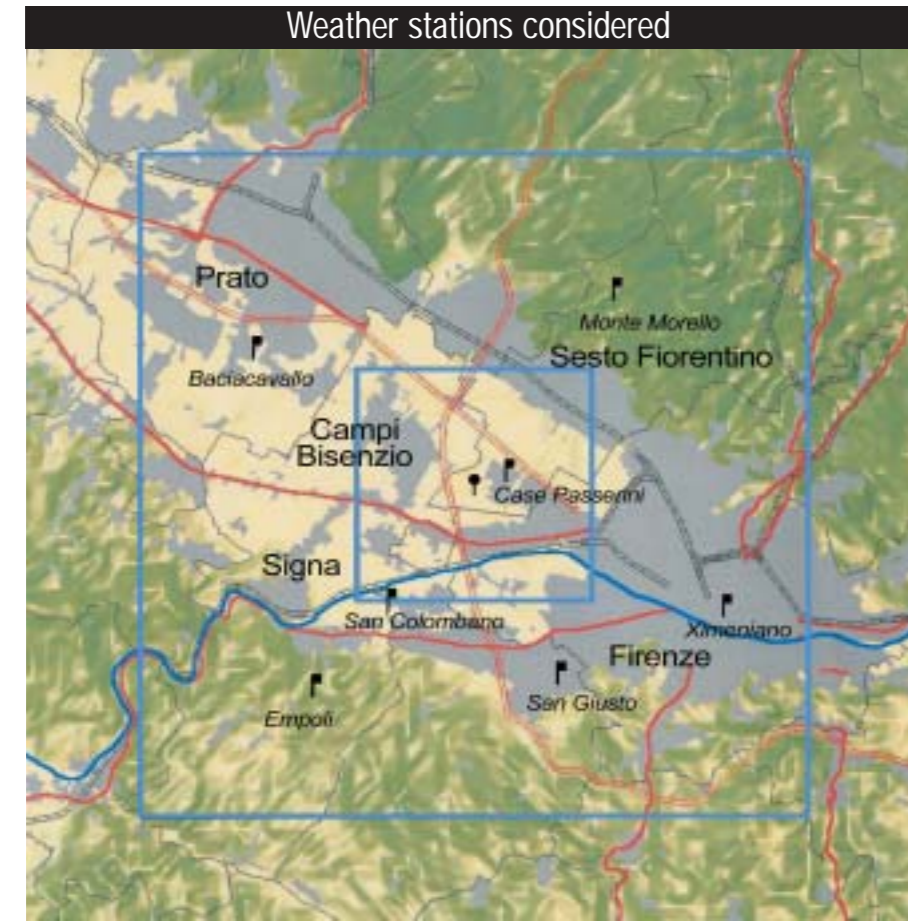 Weather stations considered
Prato
Monte Morello
Sesto Fiorentino
Baciacavallo
Campi
Bisenzio
Case Passerini
Signa
San Colombano
Ximeniano
Firenze
Empoli
San Giusto